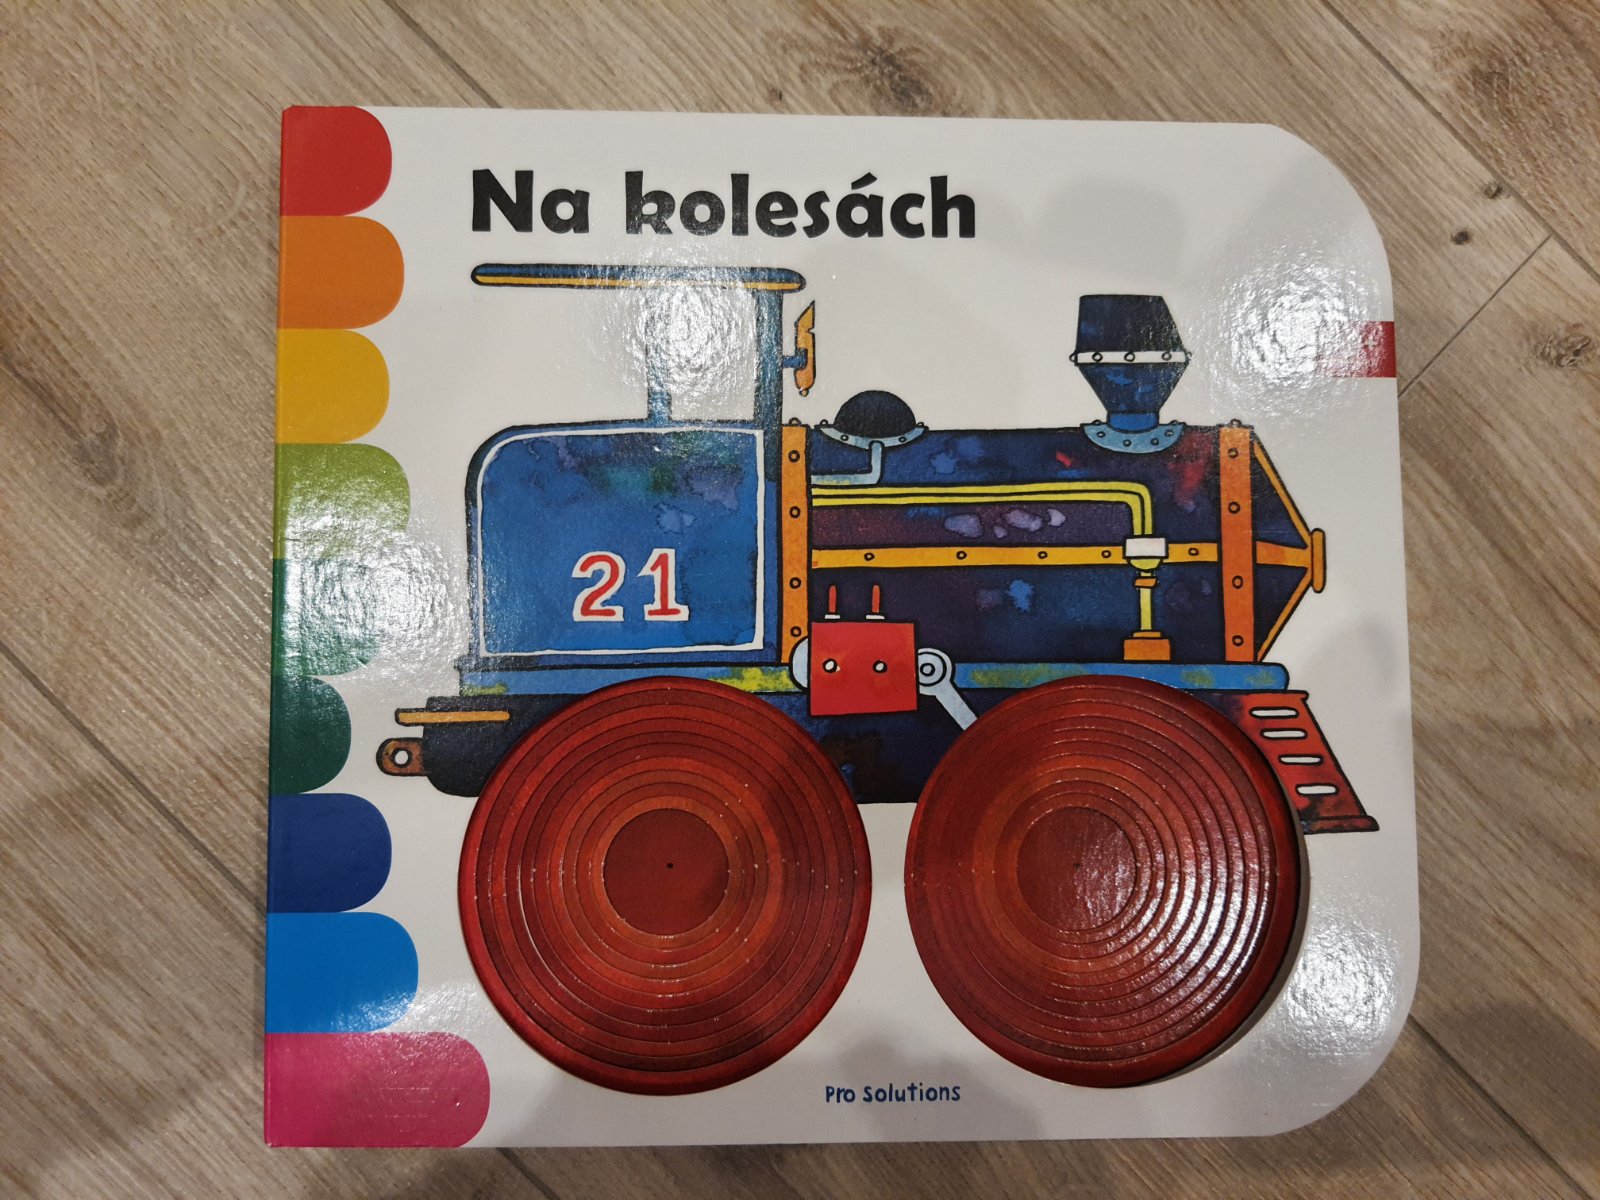 Na kolesách
21
Pro Solutions